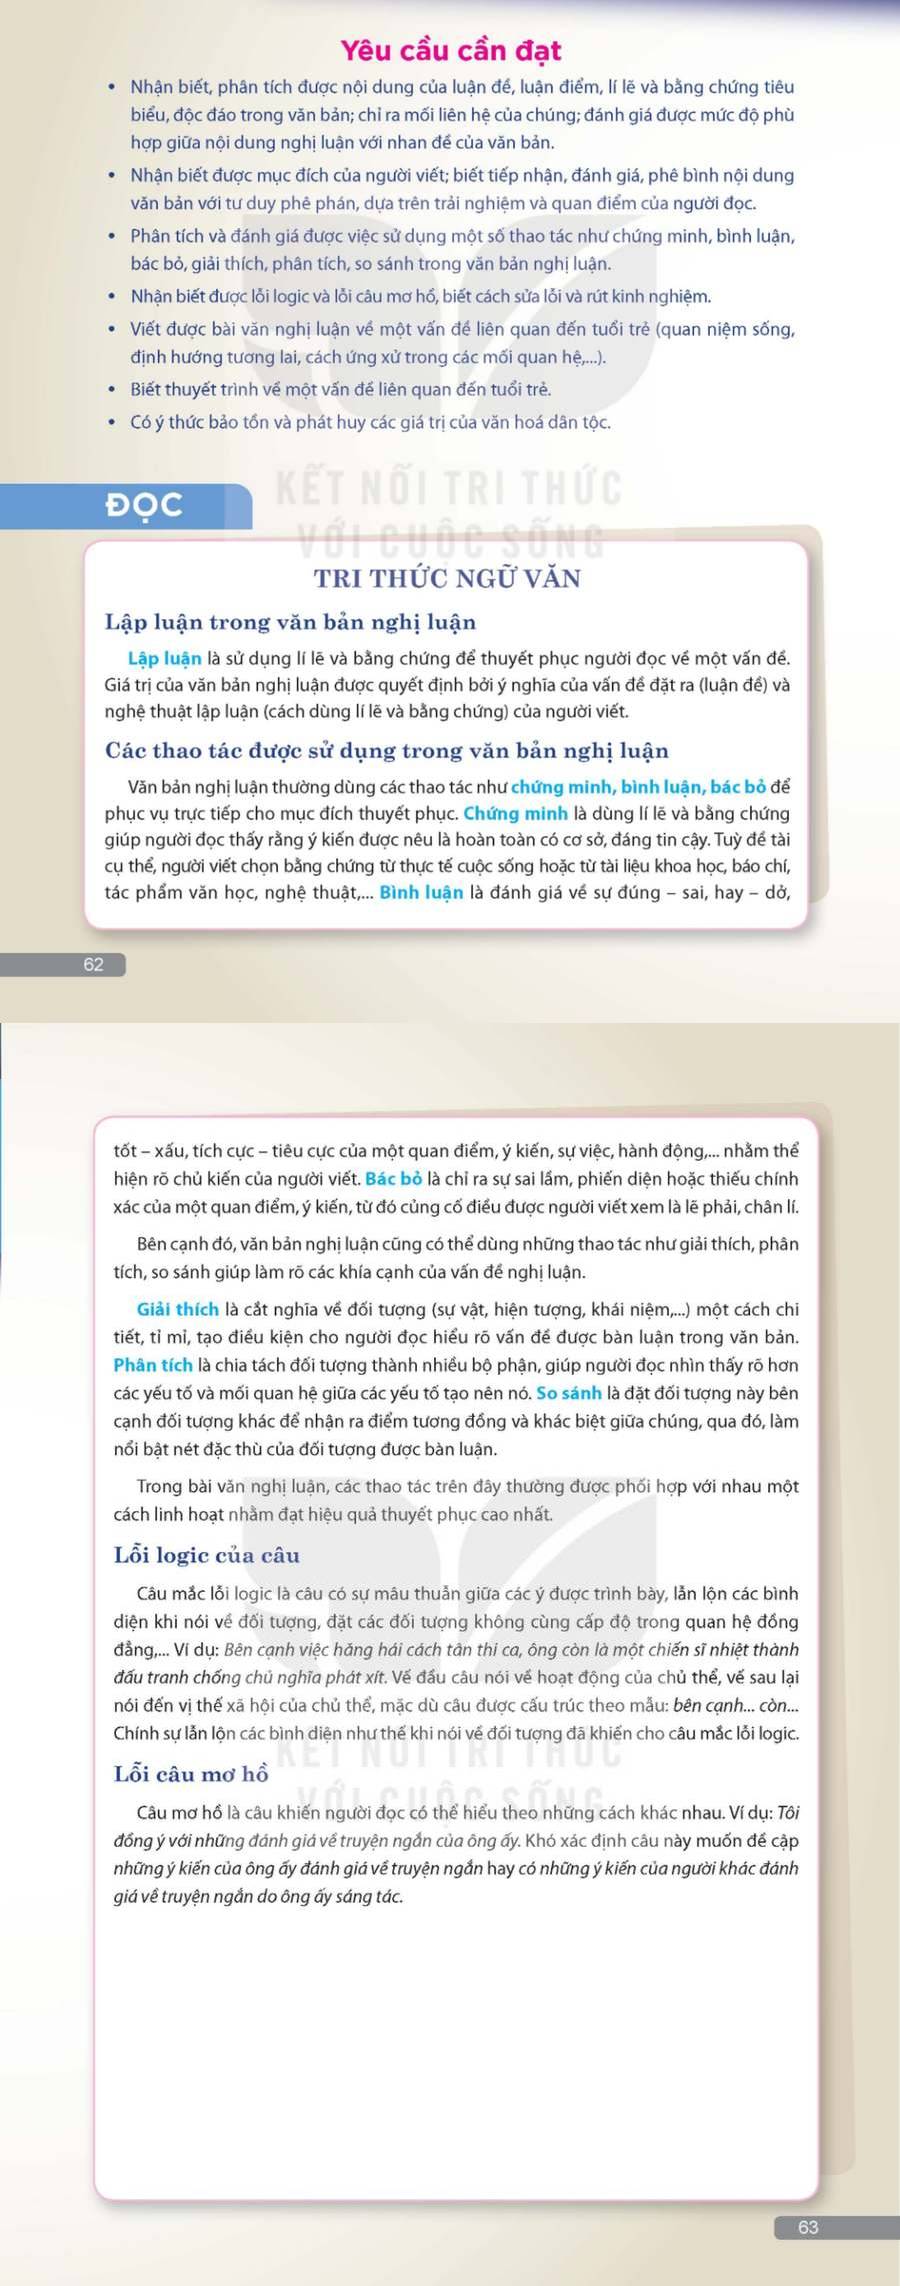 Yêu cầu cần đạt
• Nhận biết, phân tích được nội dung của luận đề, luận điểm, lí lẽ và bằng chứng tiêu
biểu, độc đáo trong văn bản; chỉ ra mối liên hệ của chúng; đánh giá được mức độ phù
hợp giữa nội dung nghị luận với nhan đề của văn bản.
• Nhận biết được mục đích của người viết; biết tiếp nhận, đánh giá, phê bình nội dung
văn bản với tư duy phê phán, dựa trên trải nghiệm và quan điểm của người đọc.
• Phân tích và đánh giá được việc sử dụng một số thao tác như chứng minh, bình luận,
bác bỏ, giải thích, phân tích, so sánh trong văn bản nghị luận.
• Nhận biết được lỗi logic và lỗi câu mơ hồ, biết cách sửa lỗi và rút kinh nghiệm.
• Viết được bài văn nghị luận về một vấn đề liên quan đến tuổi trẻ (quan niệm sống,
định hướng tương lai, cách ứng xử trong các mối quan hệ,...).
• Biết thuyết trình về một vấn đề liên quan đến tuổi trẻ.
• Có ý thức bảo tồn và phát huy các giá trị của văn hoá dân tộc.
KẾT NỐI TRI THỨC
VỚI CUỘC SỐNG
ĐỌC
TRI THỨC NGỮ VĂN
Lập luận trong văn bản nghị luận
Lập luận là sử dụng lí lẽ và bằng chứng để thuyết phục người đọc về một vấn đề.
Giá trị của văn bản nghị luận được quyết định bởi ý nghĩa của vấn đề đặt ra (luận đề) và
nghệ thuật lập luận (cách dùng lí lẽ và bằng chứng) của người viết.
Các thao tác được sử dụng trong văn bản nghị luận
Văn bản nghị luận thường dùng các thao tác như chứng minh, bình luận, bác bỏ để
phục vụ trực tiếp cho mục đích thuyết phục. Chứng minh là dùng lí lẽ và bằng chứng
giúp người đọc thấy rằng ý kiến được nêu là hoàn toàn có cơ sở, đáng tin cậy. Tuỳ đề tài
cụ thể, người viết chọn bằng chứng từ thực tế cuộc sống hoặc từ tài liệu khoa học, báo chí,
tác phẩm văn học, nghệ thuật,... Bình luận là đánh giá về sự đúng – sai, hay – dở,
62
tốt – xấu, tích cực – tiêu cực của một quan điểm, ý kiến, sự việc, hành động,... nhằm thể
hiện rõ chủ kiến của người viết. Bác bỏ là chỉ ra sự sai lầm, phiến diện hoặc thiếu chính
xác của một quan điểm, ý kiến, từ đó củng cố điều được người viết xem là lẽ phải, chân lí.
Bên cạnh đó, văn bản nghị luận cũng có thể dùng những thao tác như giải thích, phân
tích, so sánh giúp làm rõ các khía cạnh của vấn đề nghị luận.
Giải thích là cắt nghĩa về đối tượng (sự vật, hiện tượng, khái niệm,...) một cách chi
tiết, tỉ mỉ, tạo điều kiện cho người đọc hiểu rõ vấn đề được bàn luận trong văn bản.
Phân tích là chia tách đối tượng thành nhiều bộ phận, giúp người đọc nhìn thấy rõ hơn
các yếu tố và mối quan hệ giữa các yếu tố tạo nên nó. So sánh là đặt đối tượng này bên
cạnh đối tượng khác để nhận ra điểm tương đồng và khác biệt giữa chúng, qua đó, làm
nổi bật nét đặc thù của đối tượng được bàn luận.
Trong bài văn nghị luận, các thao tác trên đây thường được phối hợp với nhau một
cách linh hoạt nhằm đạt hiệu quả thuyết phục cao nhất.
Lỗi logic của câu
Câu mắc lỗi logic là câu có sự mâu thuẫn giữa các ý được trình bày, lẫn lộn các bình
diện khi nói về đối tượng, đặt các đối tượng không cùng cấp độ trong quan hệ đồng
đẳng,... Ví dụ: Bên cạnh việc hăng hái cách tân thi ca, ông còn là một chiến sĩ nhiệt thành
đấu tranh chống chủ nghĩa phát xít. Vế đầu câu nói về hoạt động của chủ thể, vế sau lại
nói đến vị thế xã hội của chủ thể, mặc dù câu được cấu trúc theo mẫu: bên cạnh... còn...
Chính sự lẫn lộn các bình diện như thế khi nói về đối tượng đã khiến cho câu mắc lỗi logic.
KẾT NỐI TRI THỨC
Lỗi câu mơ hồ
VỚI CUỘC SỐNG
Câu mơ hồ là câu khiến người đọc có thể hiểu theo những cách khác nhau. Ví dụ: Tôi
đồng ý với những đánh giá về truyện ngắn của ông ấy. Khó xác định câu này muốn đề cập
những ý kiến của ông ấy đánh giá về truyện ngắn hay có những ý kiến của người khác đánh
giá về truyện ngắn do ông ấy sáng tác.
63